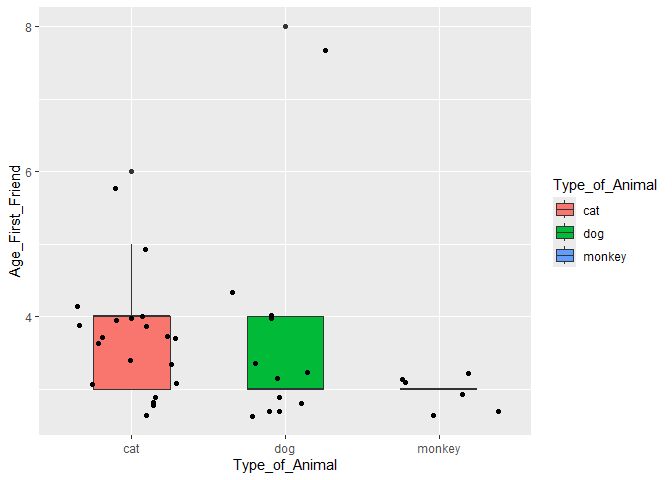 8
6
4
Age_First_Friend
cat dog monkey
Type_of_Animal
Type_of_Animal
cat
dog
monkey